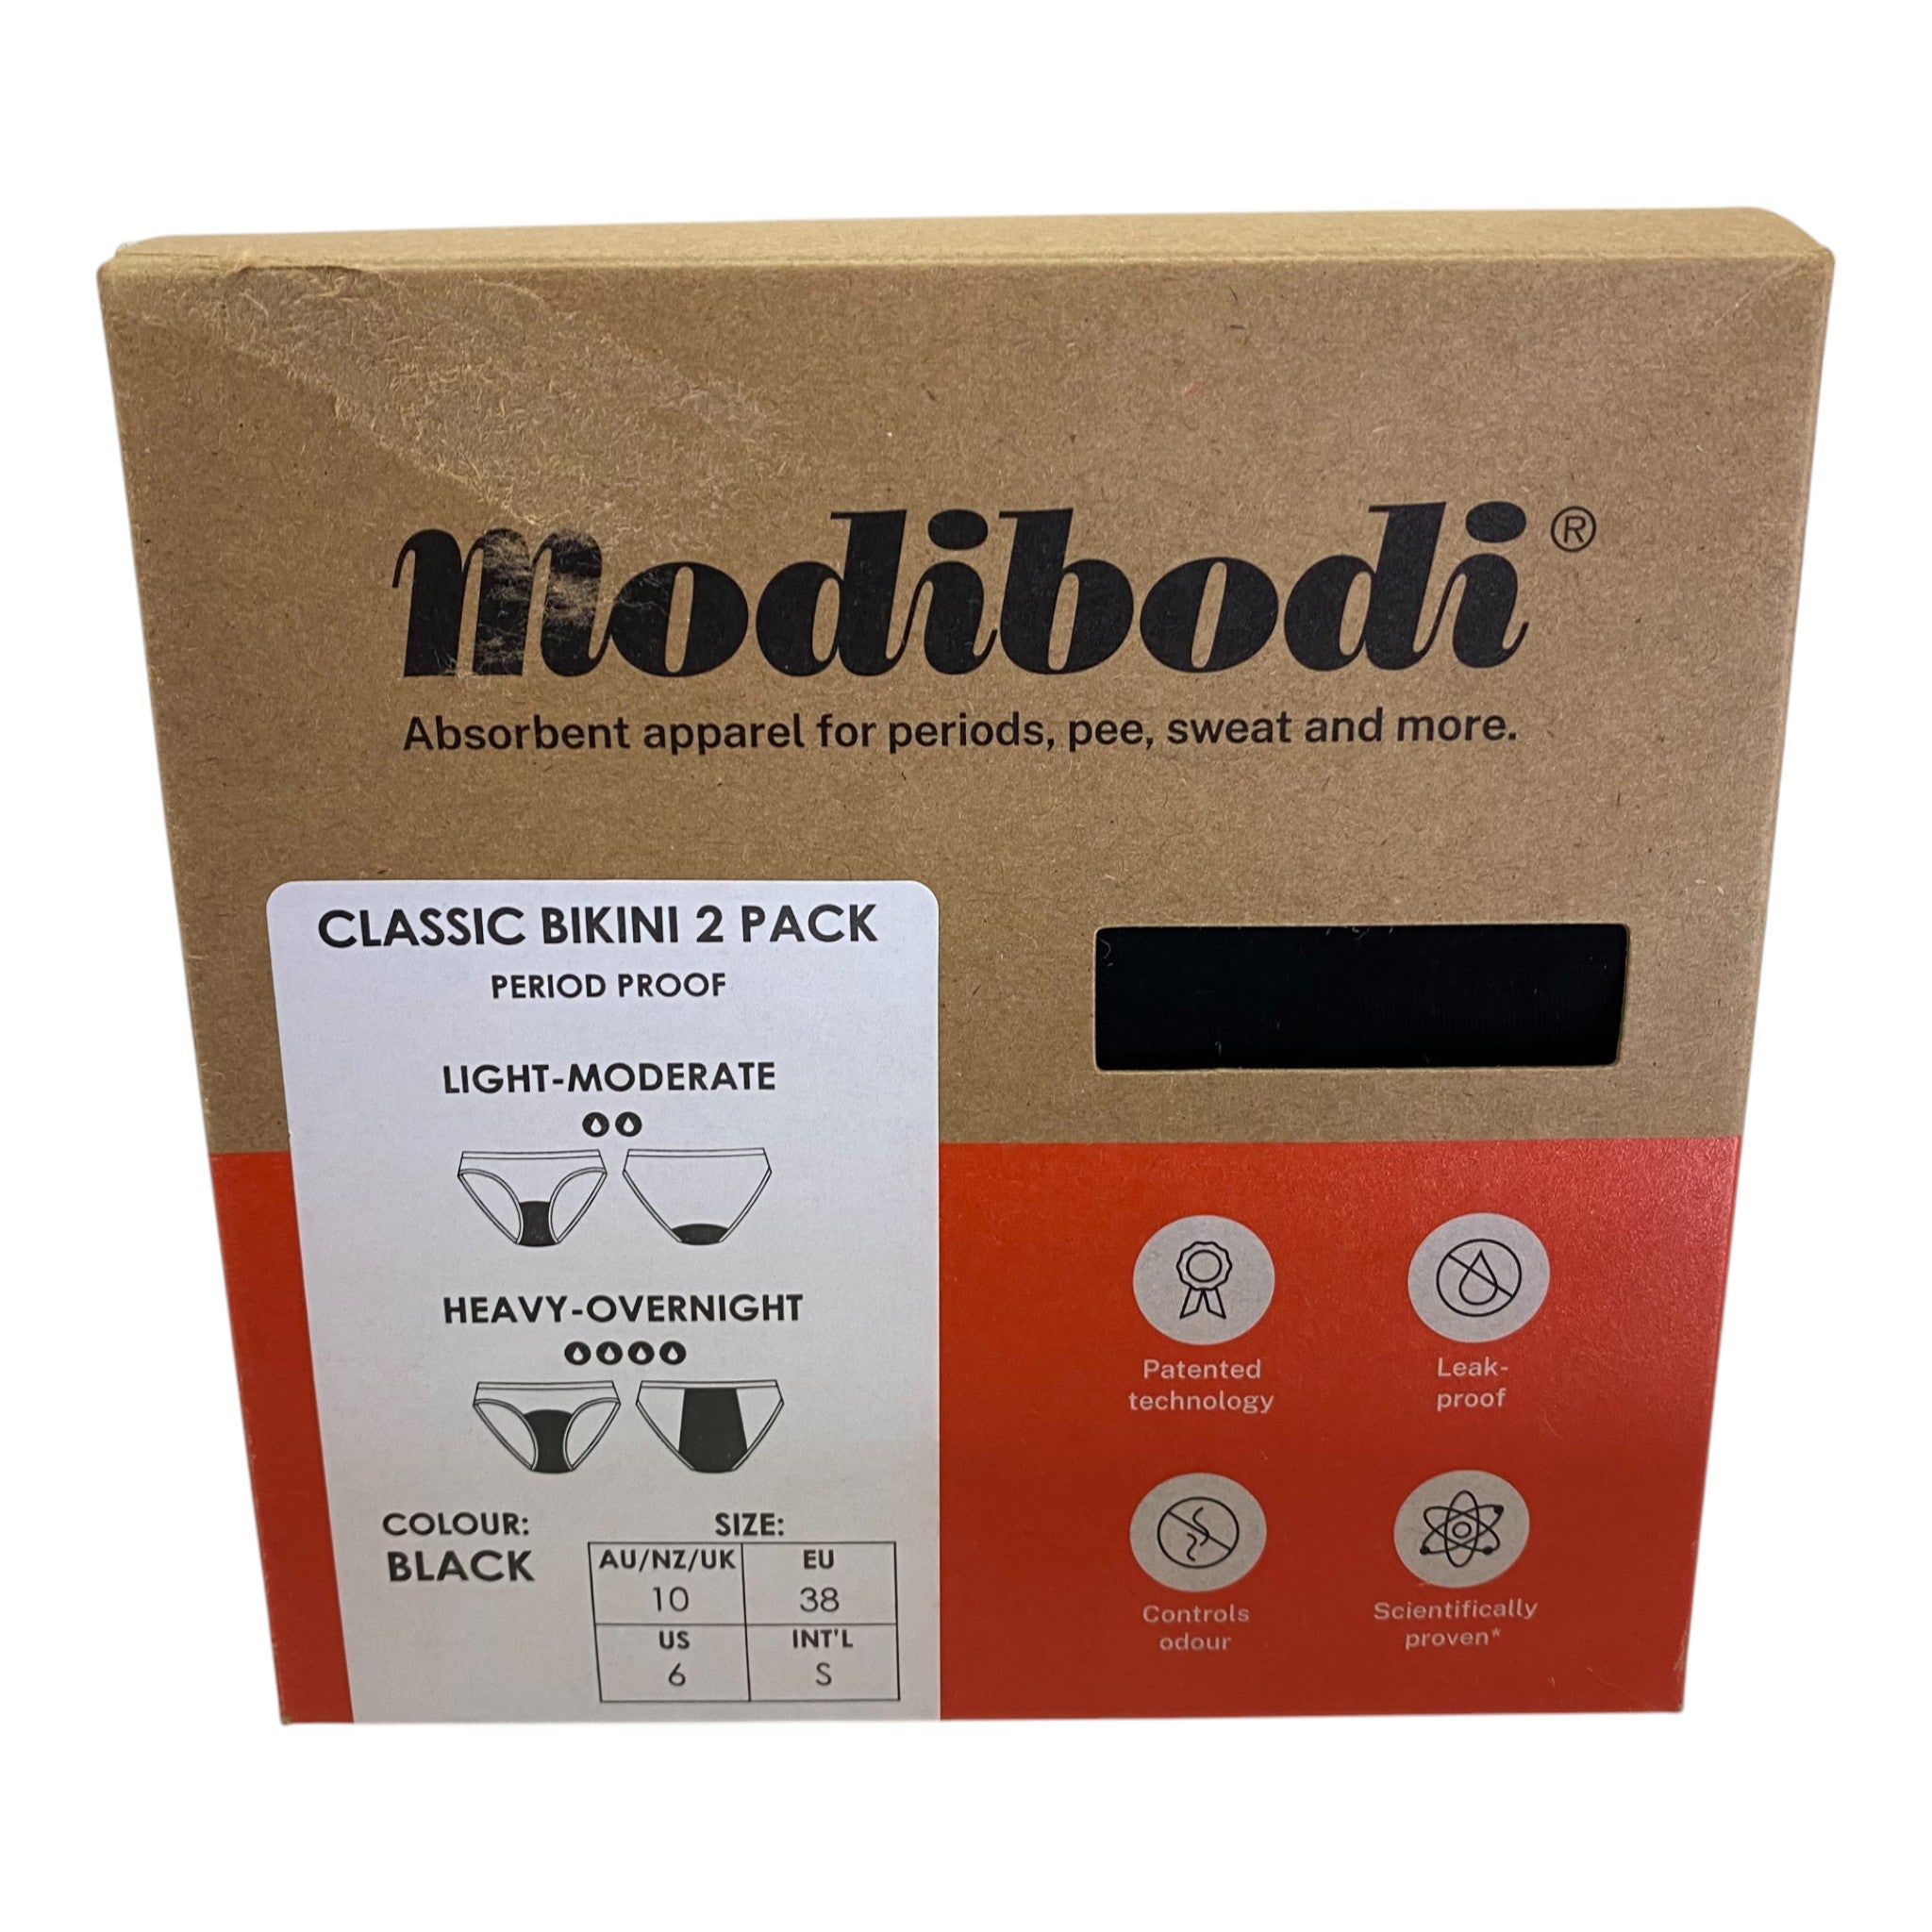 Modibodi®
Absorbent apparel for periods, pee, sweat and more.
CLASSIC BIKINI 2 PACK
PERIOD PROOF
LIGHT-MODERATE
HEAVY-OVERNIGHT
COLOUR:
BLACK
SIZE:
AU/NZ/UK EU
10 38
US INT'L
6 S
Patented
technology
Leak-
proof
Controls
odour
Scientifically
proven*